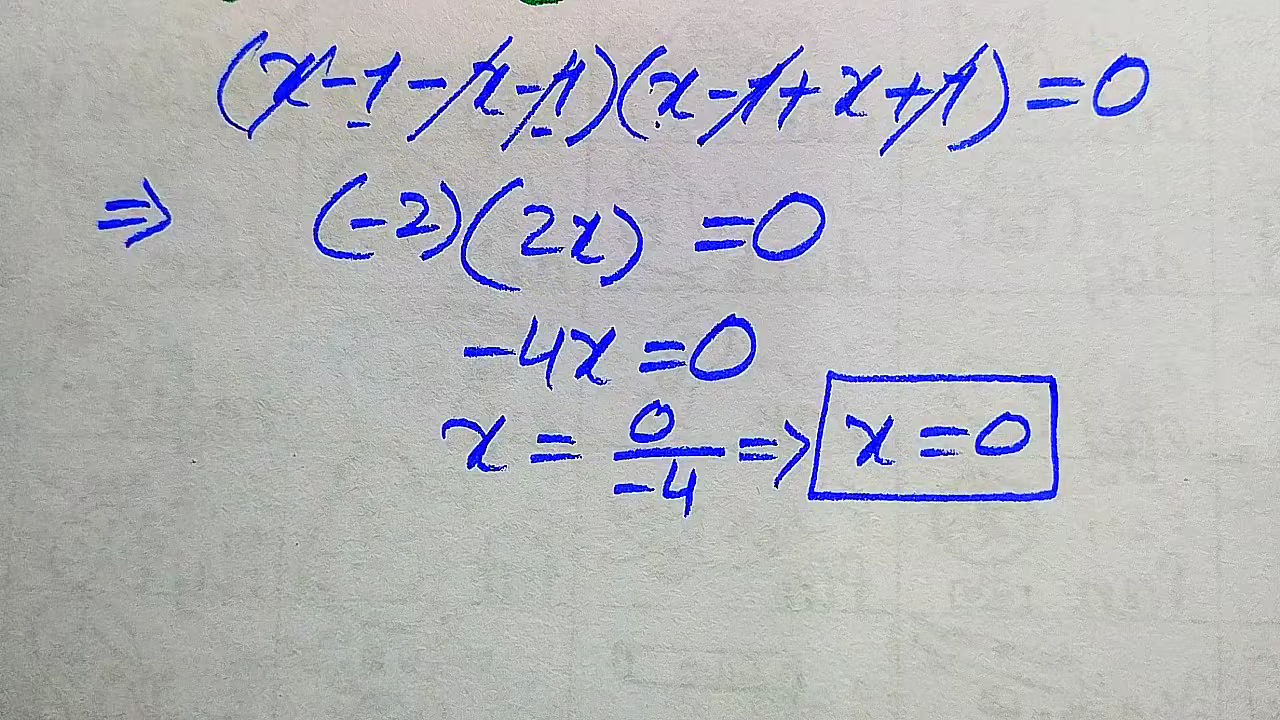 (x-1-x-1)(x-1+x+1)=0
⇒ (-2)(2x) =0
-4x=0
x = 0/-4 ⇒ x=0